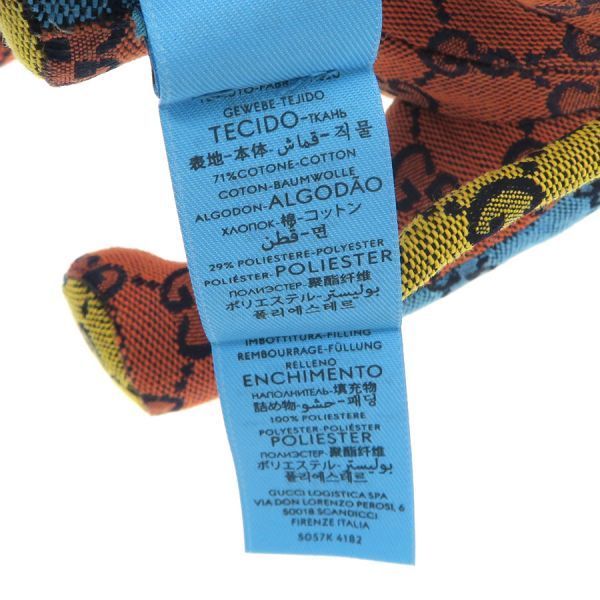 TESSUTO-FABRIC
GEWEBE-TEJIDO
TECIDO-ТКАНЬ
表地-本体-قماش-직물
71%COTONE-COTTON
COTON-BAUMWOLLE
ALGODON-ALGODÃO
ХЛОПОК-棉-コットン
قطن-면
29% POLIESTERE-POLYESTER
POLIÉSTER-POLYESTER
POLIÉSTER-POLIESTER
ПОЛИЭСТЕР-聚酯纤维
ポリエステル-بوليستر
폴리에스테르
IMBOTTITURA-FILLING
REMBOURRAGE-FÜLLUNG
RELLENO
ENCHIMENTO
НАПОЛНИТЕЛЬ-填充物
詰め物-حشو-패딩
100% POLIESTERE
POLYESTER-POLIÉSTER
POLIESTER
ПОЛИЭСТЕР-聚酯纤维
ポリエステル-بوليستر
폴리에스테르
GUCCI LOGISTICA SPA
VIA DON LORENZO PEROSI, 6
50018 SCANDICCI
FIRENZE ITALIA
5057K 4182